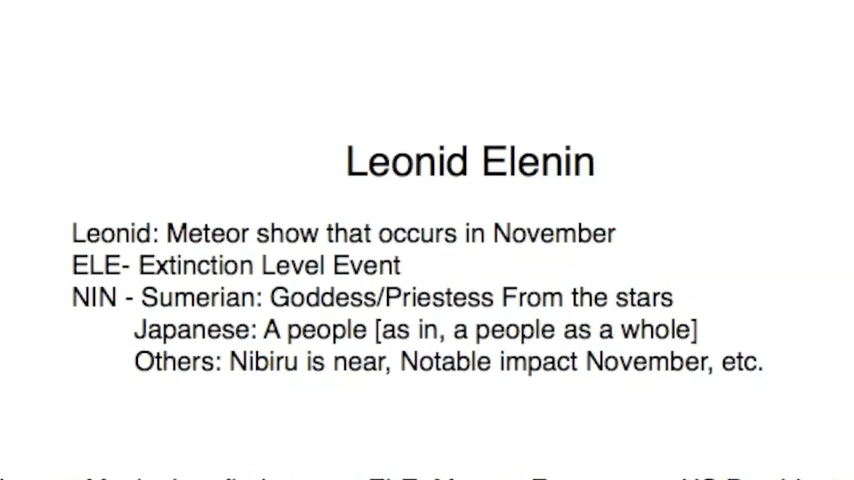 Leonid Elenin
Leonid: Meteor show that occurs in November
ELE- Extinction Level Event
NIN - Sumerian: Goddess/Priestess From the stars
Japanese: A people [as in, a people as a whole]
Others: Nibiru is near, Notable impact November, etc.